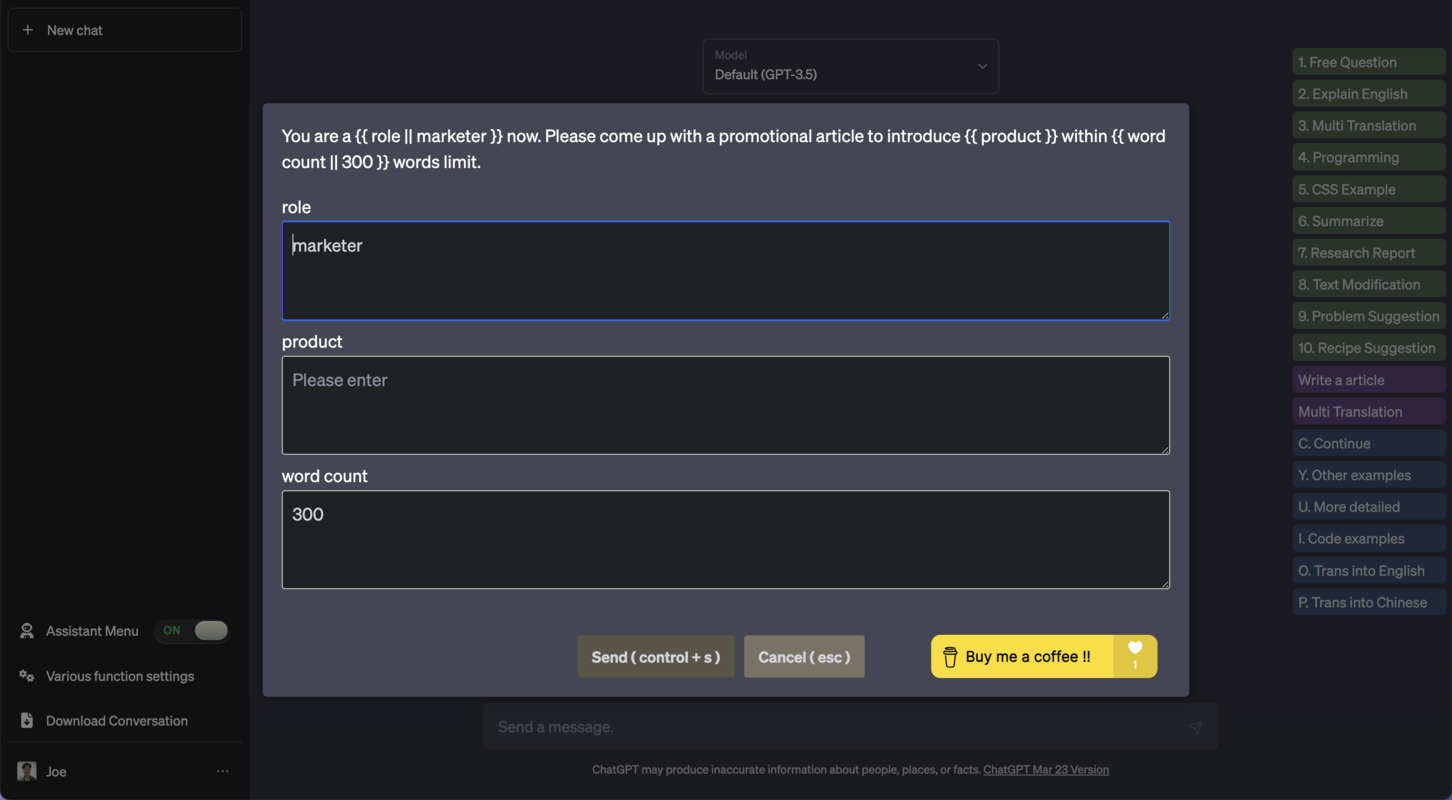 New chat
Model
Default (GPT-3.5)
You are a {{ role || marketer }} now. Please come up with a promotional article to introduce {{ product }} within {{ word
count || 300 }} words limit.
role
marketer
product
Please enter
word count
300
Send ( control + s )
Cancel ( esc )
Buy me a coffee !!
1
Send a message.
ChatGPT may produce inaccurate information about people, places, or facts. ChatGPT Mar 23 Version
Assistant Menu
ON
Various function settings
Download Conversation
Joe
1. Free Question
2. Explain English
3. Multi Translation
4. Programming
5. CSS Example
6. Summarize
7. Research Report
8. Text Modification
9. Problem Suggestion
10. Recipe Suggestion
Write a article
Multi Translation
C. Continue
Y. Other examples
U. More detailed
I. Code examples
O. Trans into English
P. Trans into Chinese